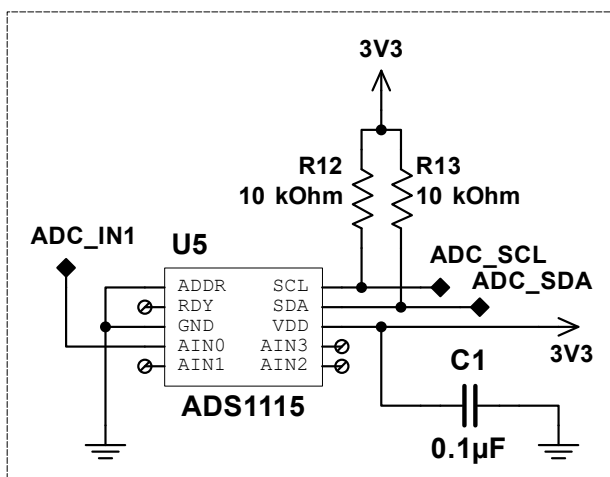 3V3
R12
10 kOhm
R13
10 kOhm
ADC_IN1
U5
ADC_SCL
ADC_SDA
ADDR
SCL
RDY
SDA
GND
VDD
AIN0
AIN3
AIN1
AIN2
3V3
ADS1115
C1
0.1µF